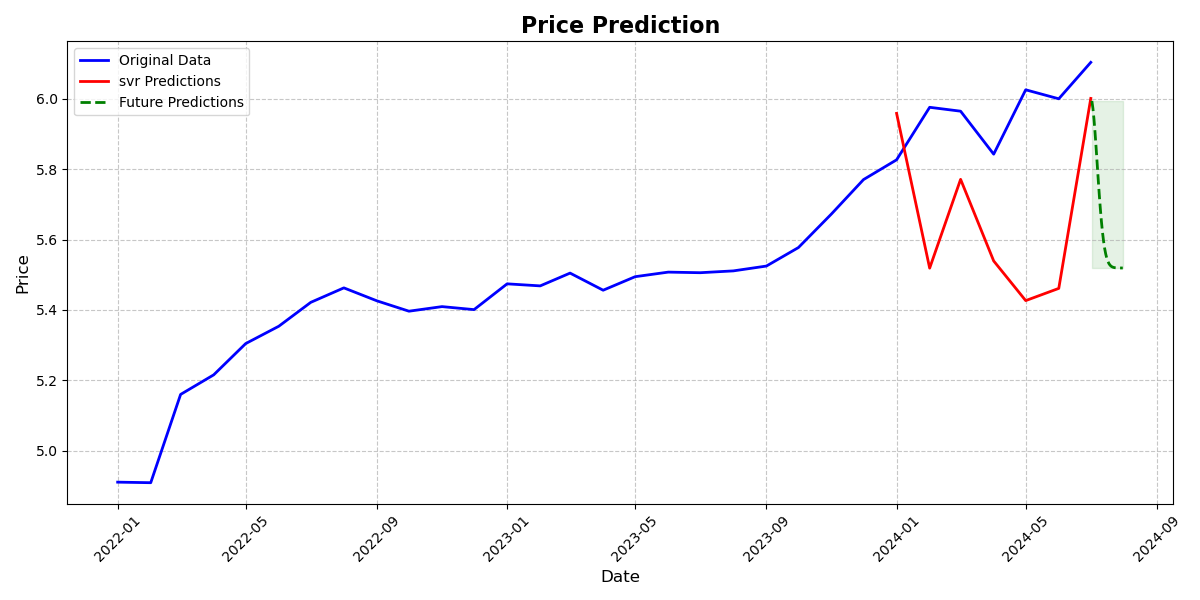 Price Prediction
Original Data
svr Predictions
Future Predictions
6.0
5.8
5.6
5.4
5.2
5.0
Price
2022-01
2022-05
2022-09
2023-01
2023-05
2023-09
2024-01
2024-05
2024-09
Date